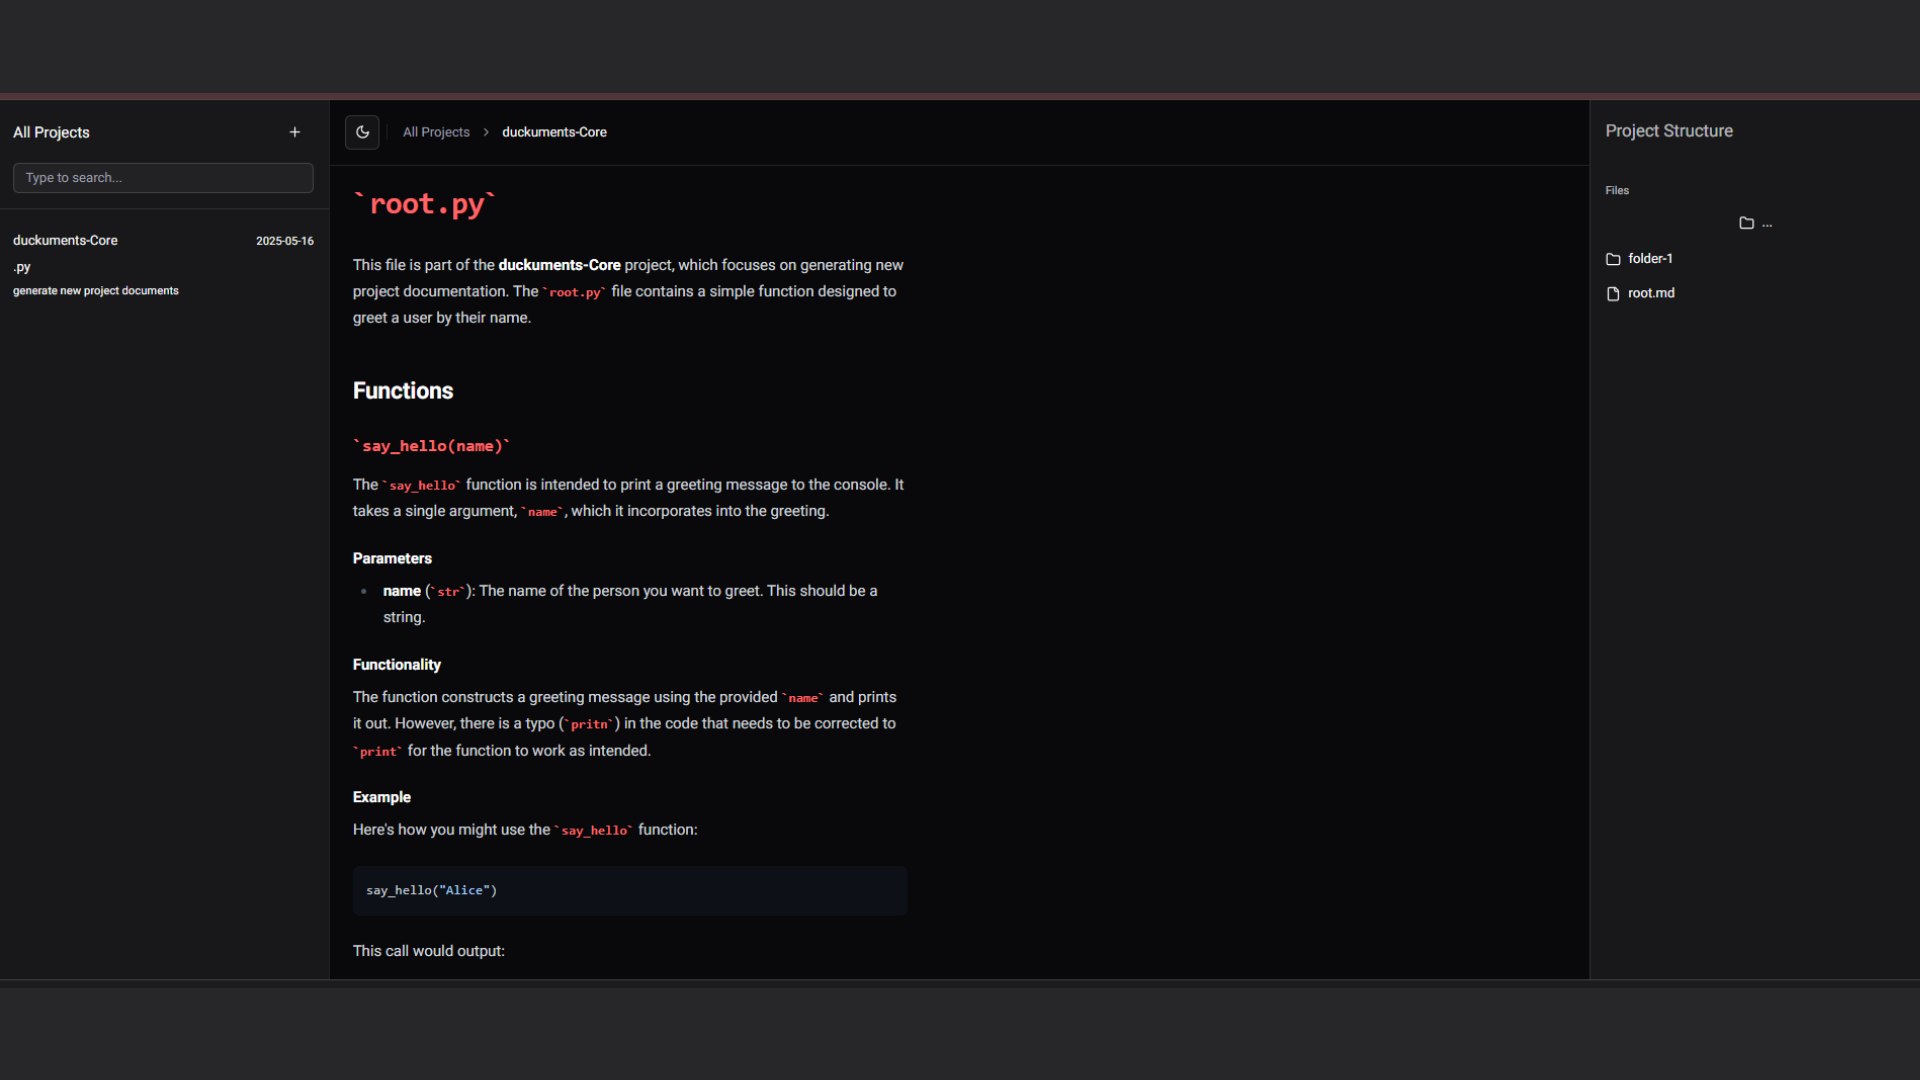 All Projects
Type to search...
duckuments-Core 2025-05-16
.py
generate new project documents
All Projects > duckuments-Core
`root.py`
This file is part of the duckuments-Core project, which focuses on generating new
project documentation. The `root.py` file contains a simple function designed to
greet a user by their name.
Functions
`say_hello(name)`
The `say_hello` function is intended to print a greeting message to the console. It
takes a single argument, `name`, which it incorporates into the greeting.
Parameters
• name (`str`): The name of the person you want to greet. This should be a
string.
Functionality
The function constructs a greeting message using the provided `name` and prints
it out. However, there is a typo (`pritn`) in the code that needs to be corrected to
`print` for the function to work as intended.
Example
Here's how you might use the `say_hello` function:
say_hello("Alice")
This call would output:
Project Structure
Files
...
folder-1
root.md